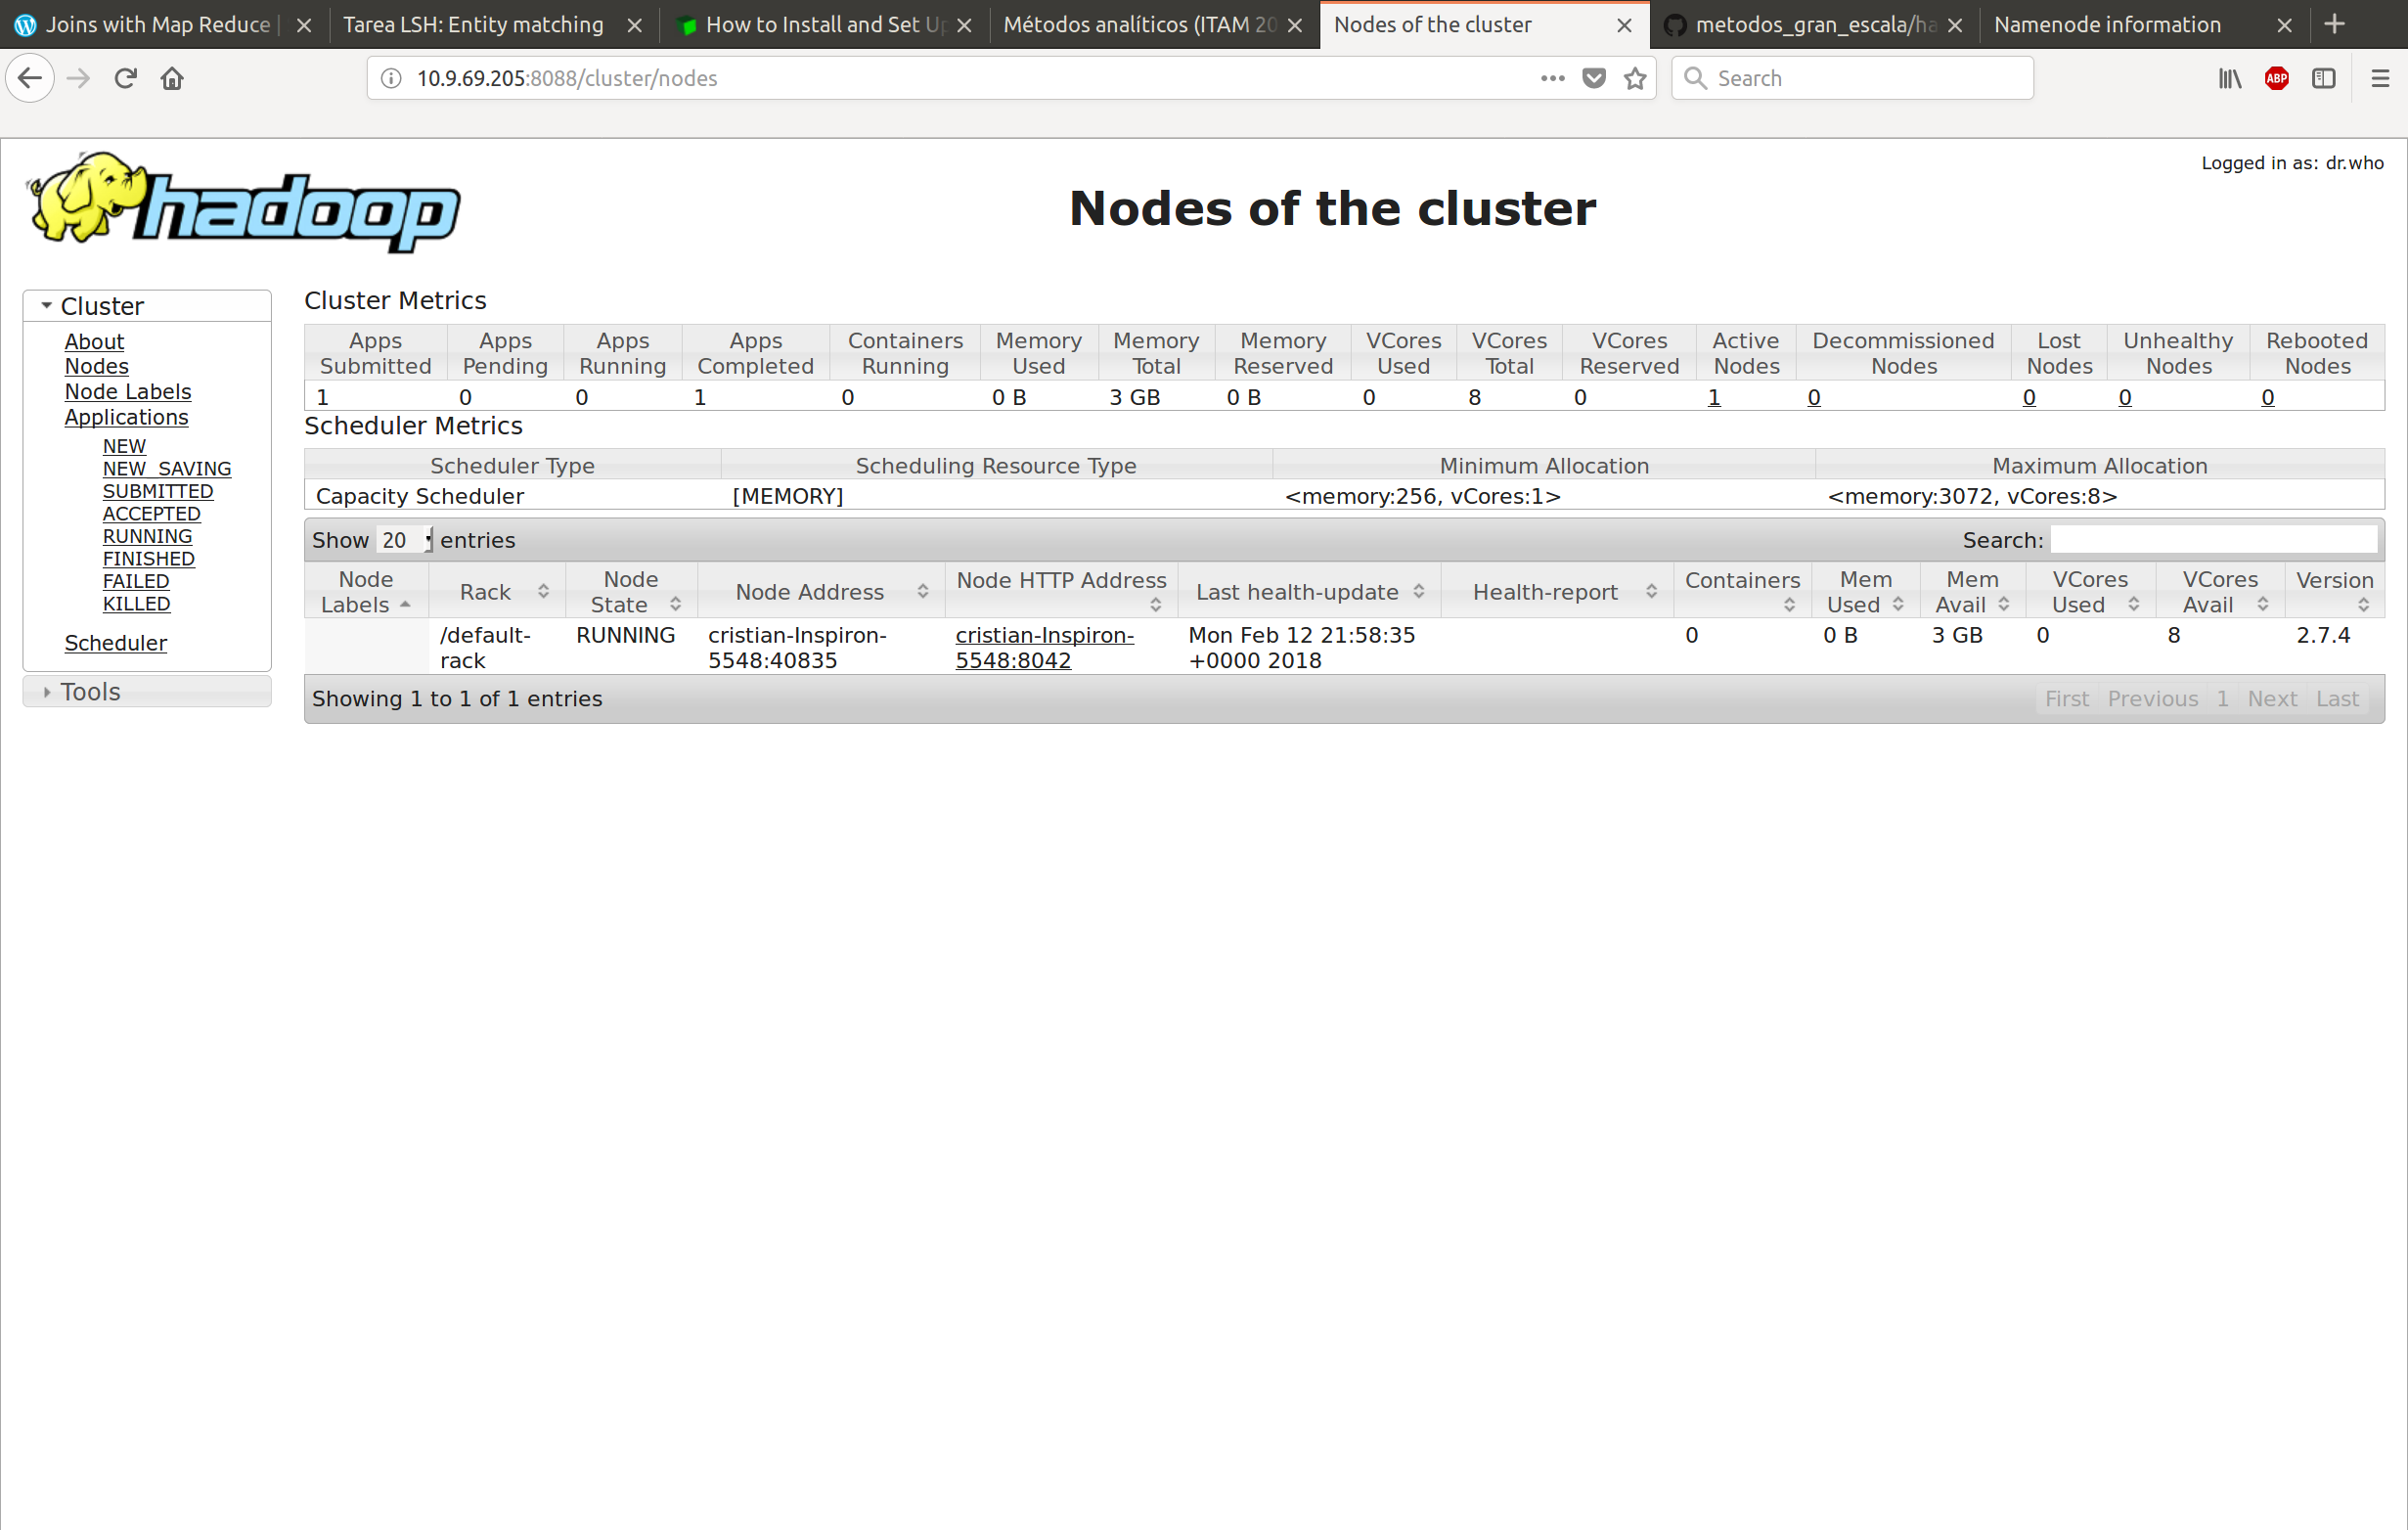 Joins with Map Reduce |
Tarea LSH: Entity matching
How to Install and Set Up
Métodos analíticos (ITAM 20
Nodes of the cluster
metodos_gran_escala/ha
Namenode information
10.9.69.205:8088/cluster/nodes
Search
ABP
Logged in as: dr.who
hadoop
Nodes of the cluster
Cluster
About
Nodes
Node Labels
Applications
NEW
NEW_SAVING
SUBMITTED
ACCEPTED
RUNNING
FINISHED
FAILED
KILLED
Scheduler
Tools
Cluster Metrics
Apps Submitted Apps Pending Apps Running Apps Completed Containers Running Memory Used Memory Total Memory Reserved VCores Used VCores Total VCores Reserved Active Nodes Decommissioned Nodes Lost Nodes Unhealthy Nodes Rebooted Nodes
1 0 0 1 0 0 B 3 GB 0 B 0 8 0 1 0 0 0 0
Scheduler Metrics
Scheduler Type Scheduling Resource Type Minimum Allocation Maximum Allocation
Capacity Scheduler [MEMORY] <memory:256, vCores:1> <memory:3072, vCores:8>
Show 20 entries Search:
Node Labels Rack Node State Node Address Node HTTP Address Last health-update Health-report Containers Mem Used Mem Avail VCores Used VCores Avail Version
/default- RUNNING cristian-Inspiron- cristian-Inspiron- Mon Feb 12 21:58:35 0 0 B 3 GB 0 8 2.7.4
rack 5548:40835 5548:8042 +0000 2018
Showing 1 to 1 of 1 entries First Previous 1 Next Last